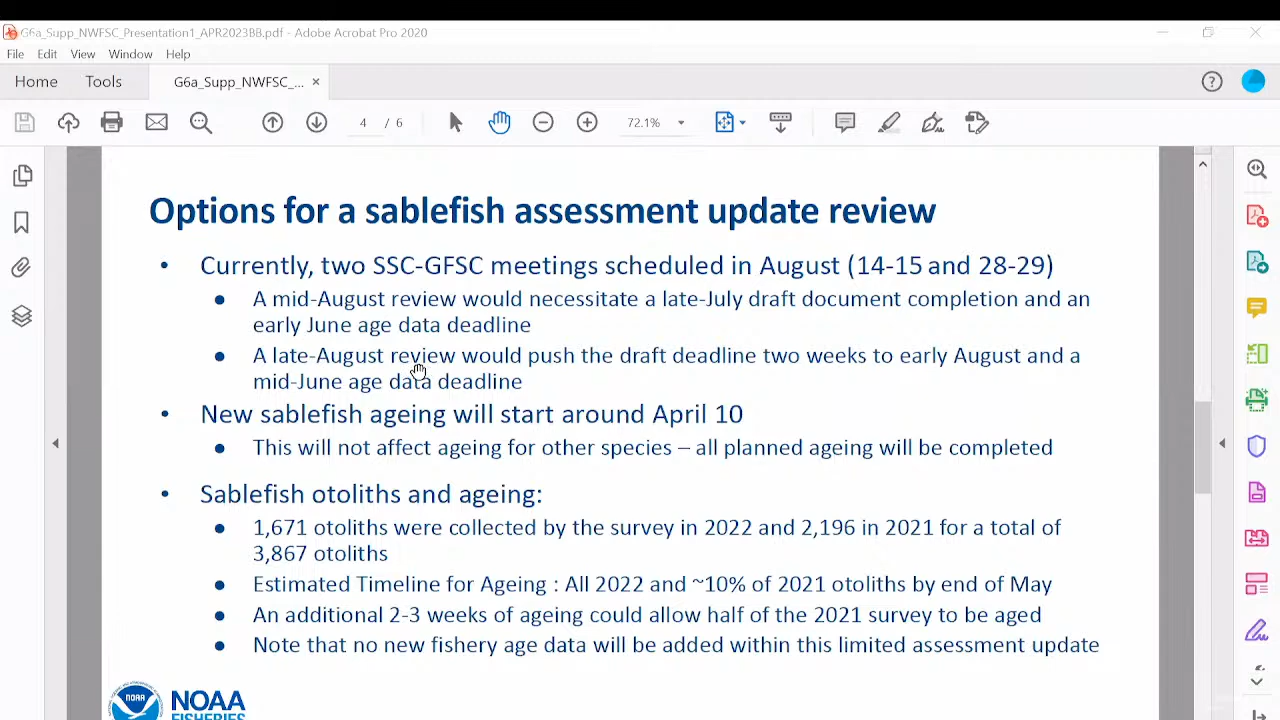 G6a_Supp_NWFSC_Presentation1_APR2023BB.pdf - Adobe Acrobat Pro 2020
File Edit View Window Help
Home Tools G6a_Supp_NWFSC_... ×
4 / 6 72.1%
Options for a sablefish assessment update review
• Currently, two SSC-GFSC meetings scheduled in August (14-15 and 28-29)
● A mid-August review would necessitate a late-July draft document completion and an
early June age data deadline
● A late-August review would push the draft deadline two weeks to early August and a
mid-June age data deadline
• New sablefish ageing will start around April 10
● This will not affect ageing for other species – all planned ageing will be completed
• Sablefish otoliths and ageing:
● 1,671 otoliths were collected by the survey in 2022 and 2,196 in 2021 for a total of
3,867 otoliths
● Estimated Timeline for Ageing : All 2022 and ~10% of 2021 otoliths by end of May
● An additional 2-3 weeks of ageing could allow half of the 2021 survey to be aged
● Note that no new fishery age data will be added within this limited assessment update
NOAA
NOAA
FISHERIES